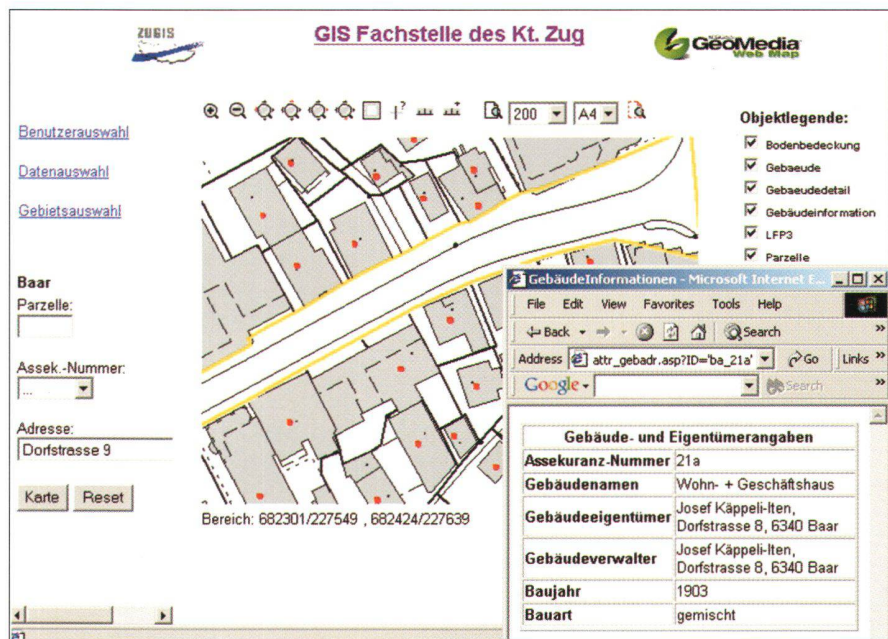 ZUGIS
GIS Fachstelle des Kt. Zug
GeoMedia
Web Map
Benutzerauswahl
Datenauswahl
Gebietsauswahl
Baar
Parzelle:
Assek.-Nummer:
...
Adresse:
Dorfstrasse 9
Karte Reset
200 A4
Bereich: 682301/227549 , 682424/227639
Objektlegende:
Bodenbedeckung
Gebaeude
Gebaeudedetail
Gebäudeinformation
LFP3
Parzelle
GebäudeInformationen - Microsoft Internet E...
File Edit View Favorites Tools Help
Back Search »
Address attr_gebadr.asp?ID='ba_21a' Go Links »
Google Search »
Gebäude- und Eigentümerangaben
Assekuranz-Nummer 21a
Gebäudenamen Wohn- + Geschäftshaus
Gebäudeeigentümer Josef Käppeli-Iten,
Dorfstrasse 8, 6340 Baar
Gebäudeverwalter Josef Käppeli-Iten,
Dorfstrasse 8, 6340 Baar
Baujahr 1903
Bauart gemischt